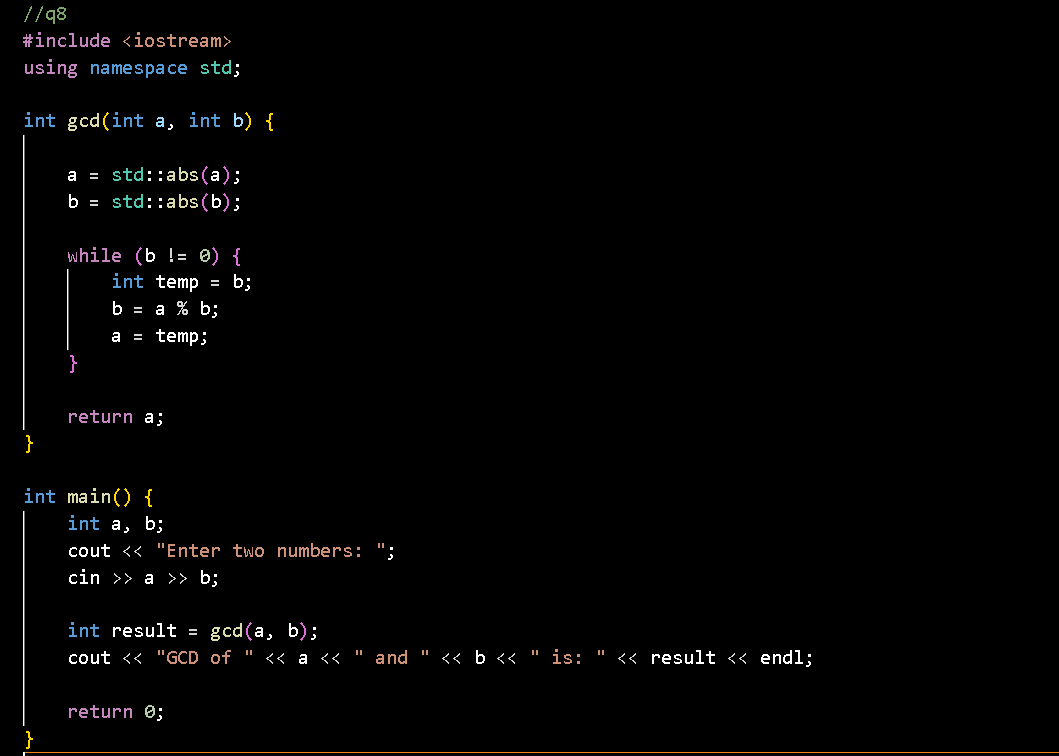 //q8
#include <iostream>
using namespace std;
int gcd(int a, int b) {
a = std::abs(a);
b = std::abs(b);
while (b != 0) {
int temp = b;
b = a % b;
a = temp;
}
return a;
}
int main() {
int a, b;
cout << "Enter two numbers: ";
cin >> a >> b;
int result = gcd(a, b);
cout << "GCD of " << a << " and " << b << " is: " << result << endl;
return 0;
}